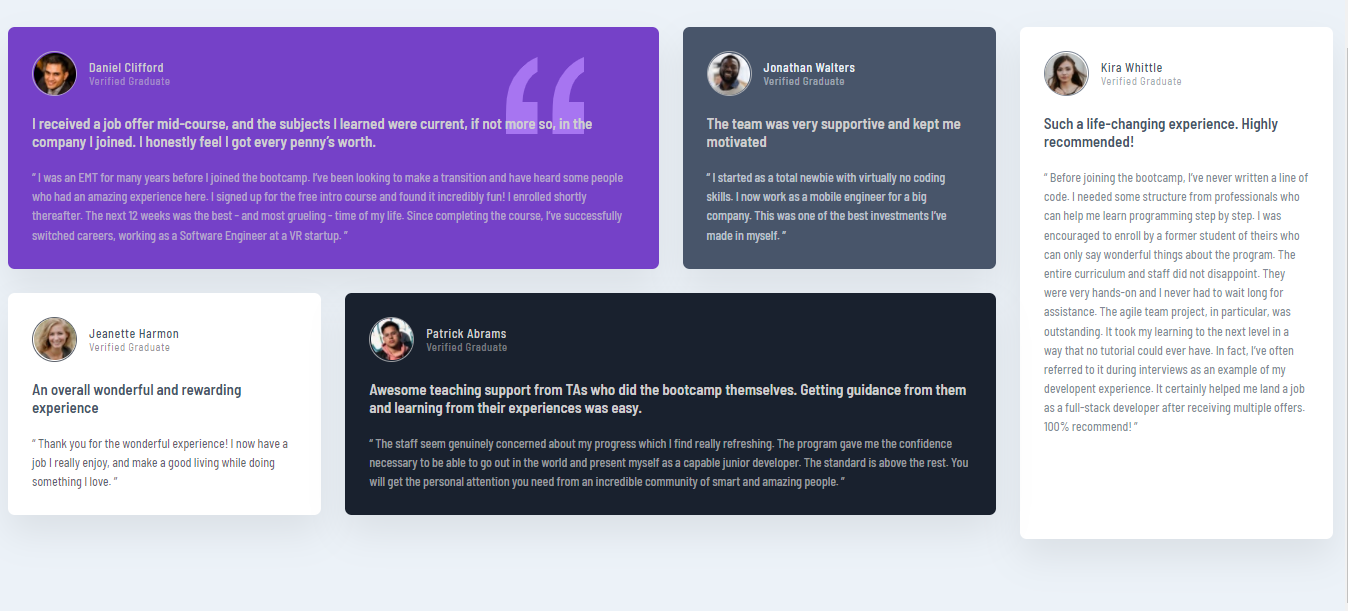 Daniel Clifford
Verified Graduate
“
I received a job offer mid-course, and the subjects I learned were current, if not more so, in the
company I joined. I honestly feel I got every penny’s worth.
“ I was an EMT for many years before I joined the bootcamp. I’ve been looking to make a transition and have heard some people
who had an amazing experience here. I signed up for the free intro course and found it incredibly fun! I enrolled shortly
thereafter. The next 12 weeks was the best - and most grueling - time of my life. Since completing the course, I’ve successfully
switched careers, working as a Software Engineer at a VR startup. ”
Jonathan Walters
Verified Graduate
The team was very supportive and kept me
motivated
“ I started as a total newbie with virtually no coding
skills. I now work as a mobile engineer for a big
company. This was one of the best investments I’ve
made in myself. ”
Kira Whittle
Verified Graduate
Such a life-changing experience. Highly
recommended!
“ Before joining the bootcamp, I’ve never written a line of
code. I needed some structure from professionals who
can help me learn programming step by step. I was
encouraged to enroll by a former student of theirs who
can only say wonderful things about the program. The
entire curriculum and staff did not disappoint. They
were very hands-on and I never had to wait long for
assistance. The agile team project, in particular, was
outstanding. It took my learning to the next level in a
way that no tutorial could ever have. In fact, I’ve often
referred to it during interviews as an example of my
developent experience. It certainly helped me land a job
as a full-stack developer after receiving multiple offers.
100% recommend! ”
Jeanette Harmon
Verified Graduate
An overall wonderful and rewarding
experience
“ Thank you for the wonderful experience! I now have a
job I really enjoy, and make a good living while doing
something I love. ”
Patrick Abrams
Verified Graduate
Awesome teaching support from TAs who did the bootcamp themselves. Getting guidance from them
and learning from their experiences was easy.
“ The staff seem genuinely concerned about my progress which I find really refreshing. The program gave me the confidence
necessary to be able to go out in the world and present myself as a capable junior developer. The standard is above the rest. You
will get the personal attention you need from an incredible community of smart and amazing people. ”